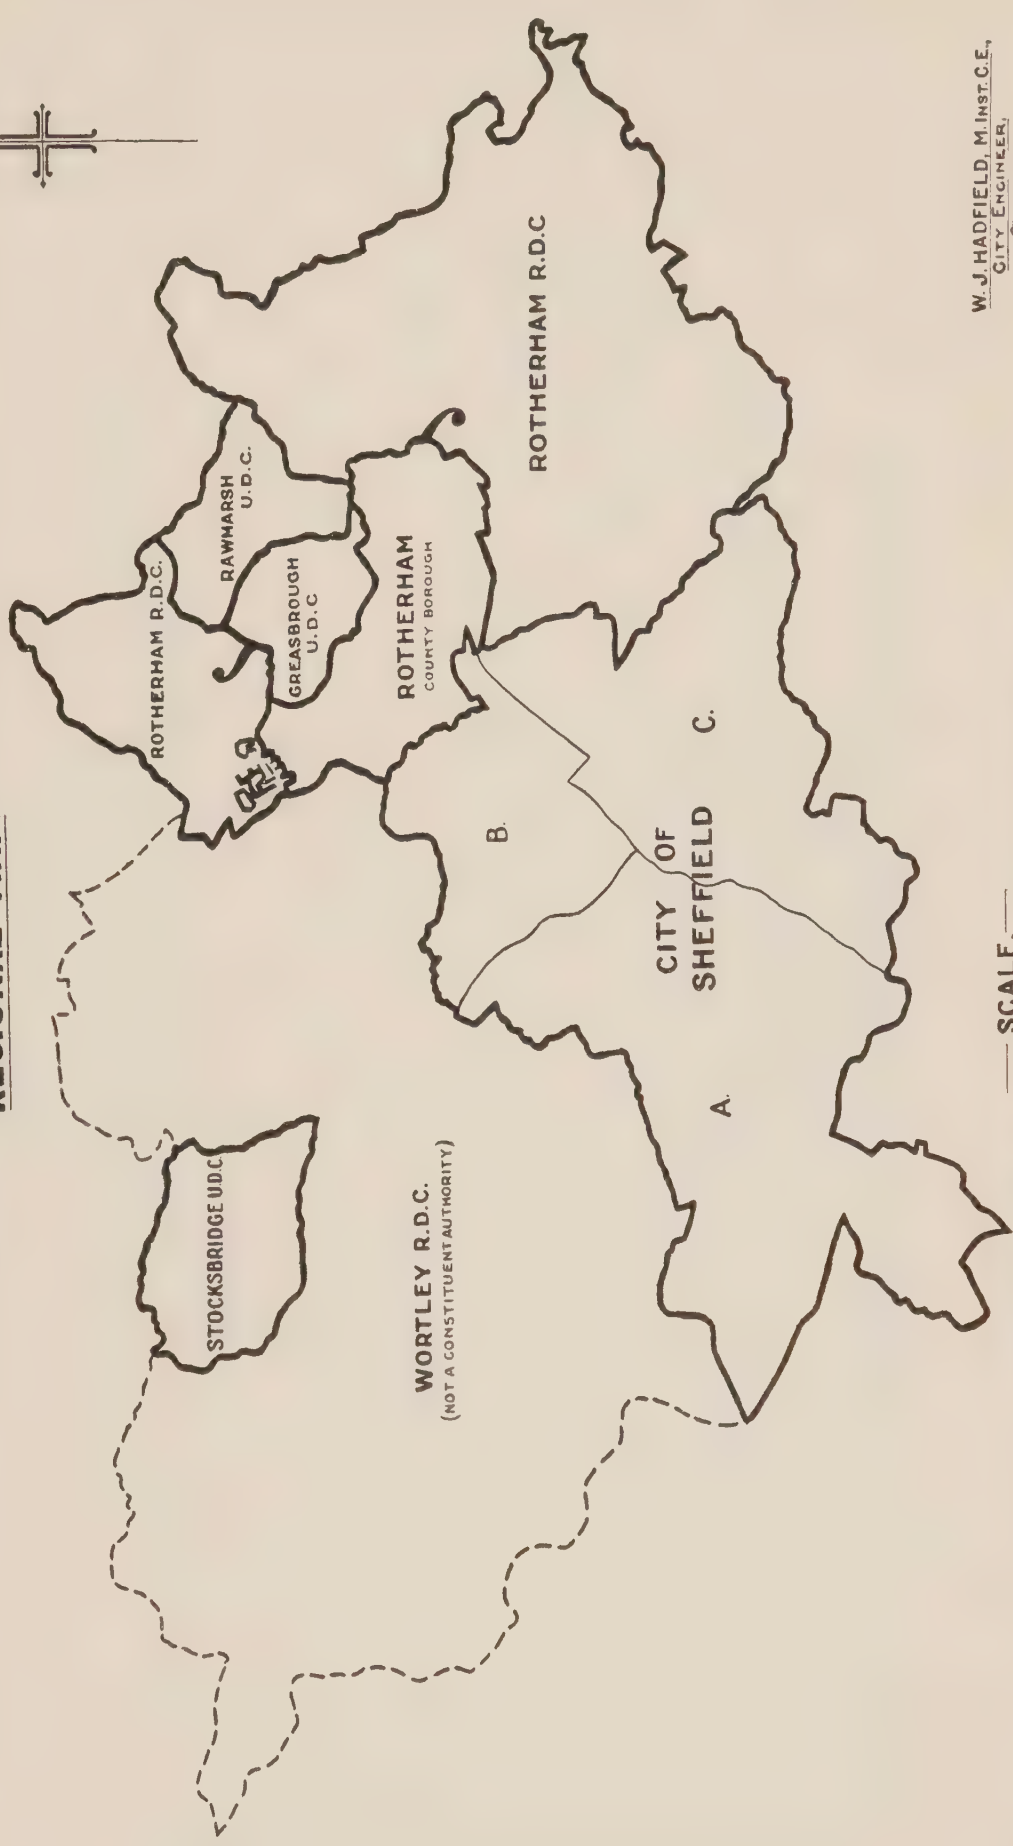 ROTHERHAM R.D.C.
RAWMARSH
U.D.C.
GREASBROUGH
U.D.C
ROTHERHAM
COUNTY BOROUGH
ROTHERHAM R.D.C
STOCKSBRIDGE U.D.C.
WORTLEY R.D.C.
(NOT A CONSTITUENT AUTHORITY)
B.
CITY OF
SHEFFIELD
C.
A.
SCALE
W. J. HADFIELD, M. INST. C.E.,
CITY ENGINEER,